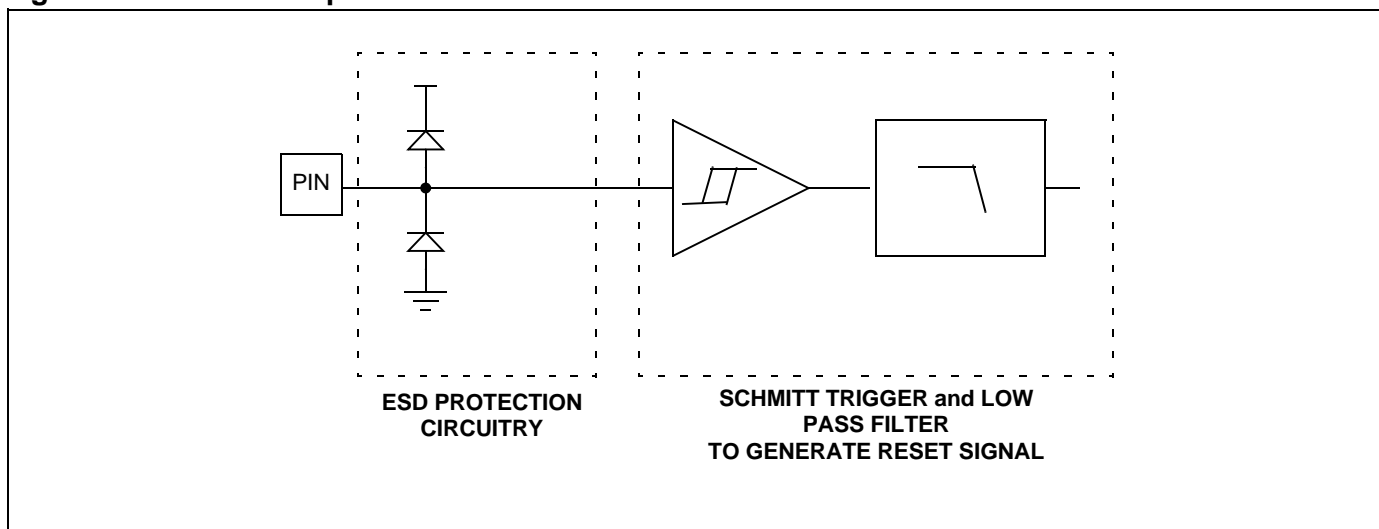 PIN
ESD PROTECTION
CIRCUITRY
SCHMITT TRIGGER and LOW
PASS FILTER
TO GENERATE RESET SIGNAL